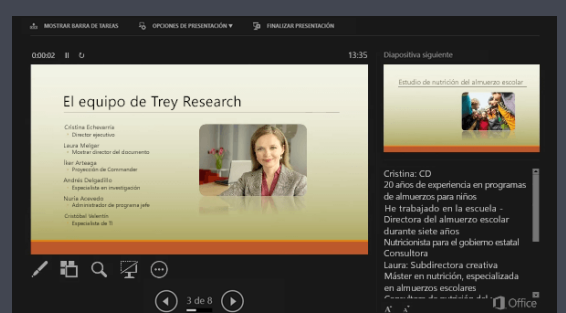 MOSTRAR BARRA DE TAREAS
OPCIONES DE PRESENTACIÓN ▼
FINALIZAR PRESENTACIÓN
0:00:02
13:35
Diapositiva siguiente
El equipo de Trey Research
Cristina Echevarría
Director ejecutivo
Laura Malgar
Mostrar director del documento
Íker Arteaga
Proyección de Commander
Andrés Delgadillo
Especialista en investigación
Nuria Acevedo
Administrador de programa jefe
Cristóbal Valentín
Especialista de TI
3 de 8
Estudio de nutrición del almuerzo escolar
Cristina: CD
20 años de experiencia en programas
de almuerzos para niños
He trabajado en la escuela -
Directora del almuerzo escolar
durante siete años
Nutricionista para el gobierno estatal
Consultora
Laura: Subdirectora creativa
Máster en nutrición, especializada
en almuerzos escolares
Consultora de nutrición del
Office
A A